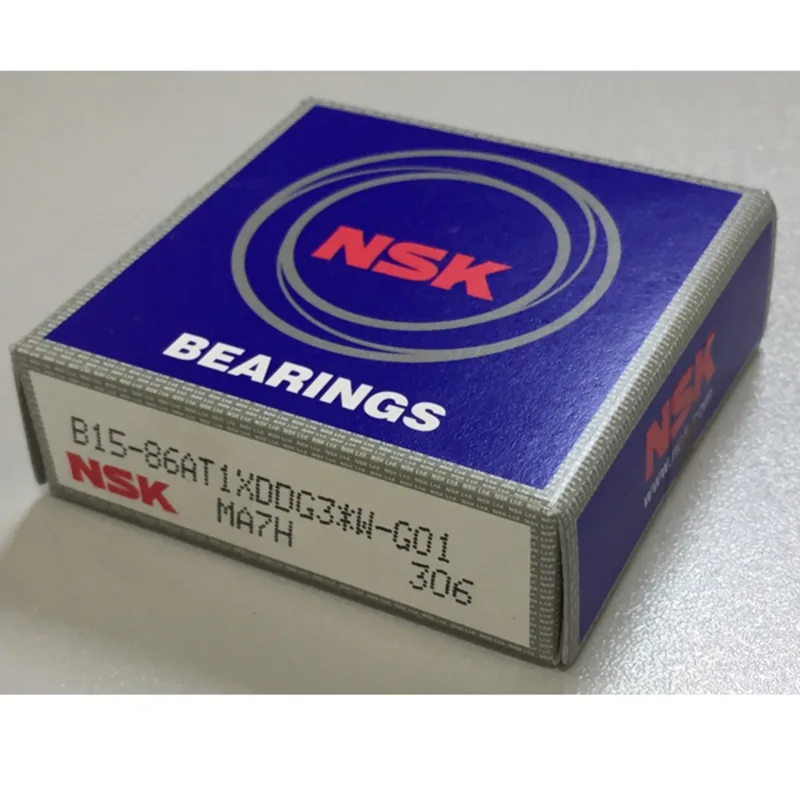 NSK
BEARINGS
B15-86AT1XDDG3*W-G01
NSK
MA7H
306
NSK